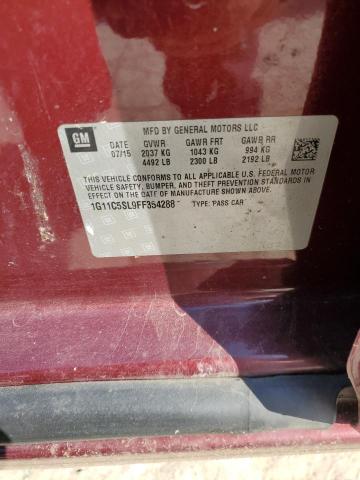 GM
MFD BY GENERAL MOTORS LLC
DATE GVWR GAWR FRT GAWR RR
07/15 2037 KG 1043 KG 994 KG
4492 LB 2300 LB 2192 LB
THIS VEHICLE CONFORMS TO ALL APPLICABLE U.S. FEDERAL MOTOR
VEHICLE SAFETY, BUMPER, AND THEFT PREVENTION STANDARDS
IN EFFECT ON THE DATE OF MANUFACTURE SHOWN ABOVE.
1G11C5SL9FF354288 TYPE: PASS CAR